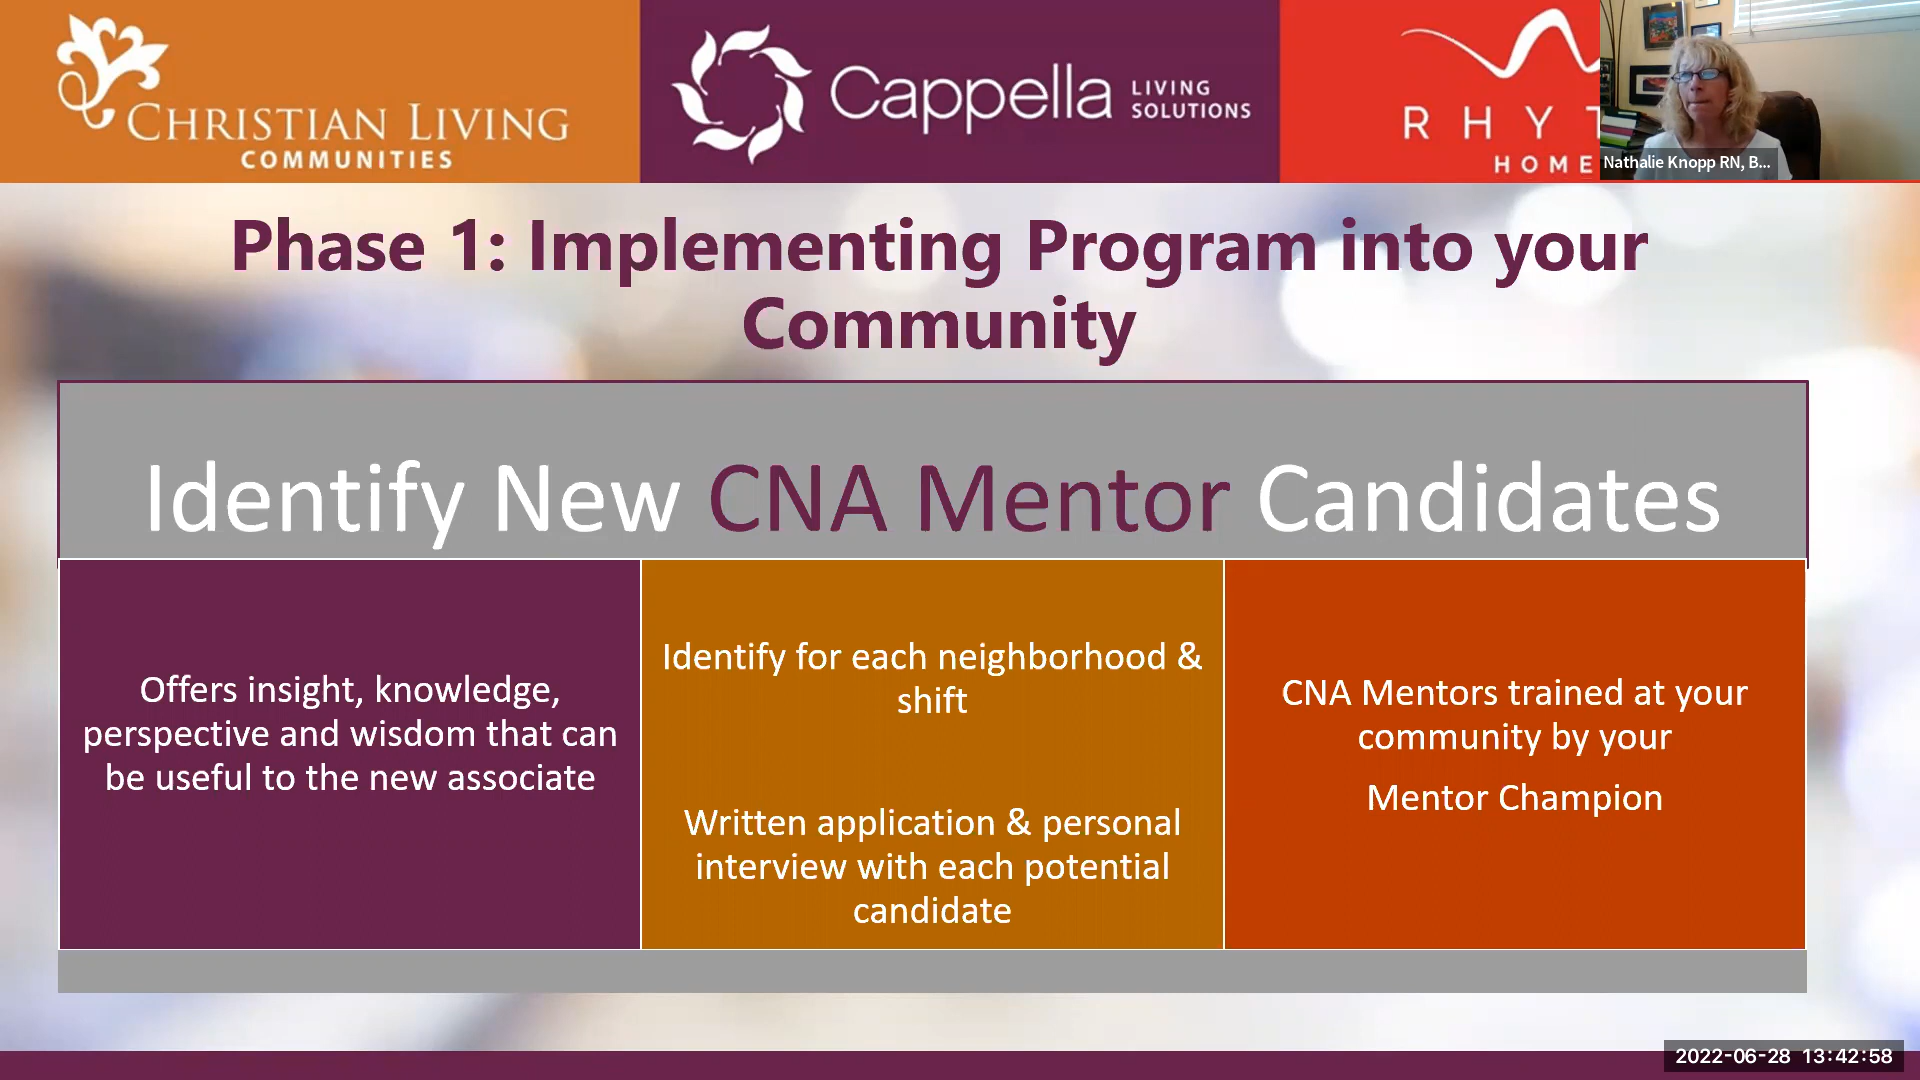 CHRISTIAN LIVING
COMMUNITIES
Cappella LIVING
SOLUTIONS
HOME
Nathalie Knopp RN, B...
Phase 1: Implementing Program into your
Community
Identify New CNA Mentor Candidates
Offers insight, knowledge,
perspective and wisdom that can
be useful to the new associate
Identify for each neighborhood &
shift
Written application & personal
interview with each potential
candidate
CNA Mentors trained at your
community by your
Mentor Champion
2022-06-28 13:42:58